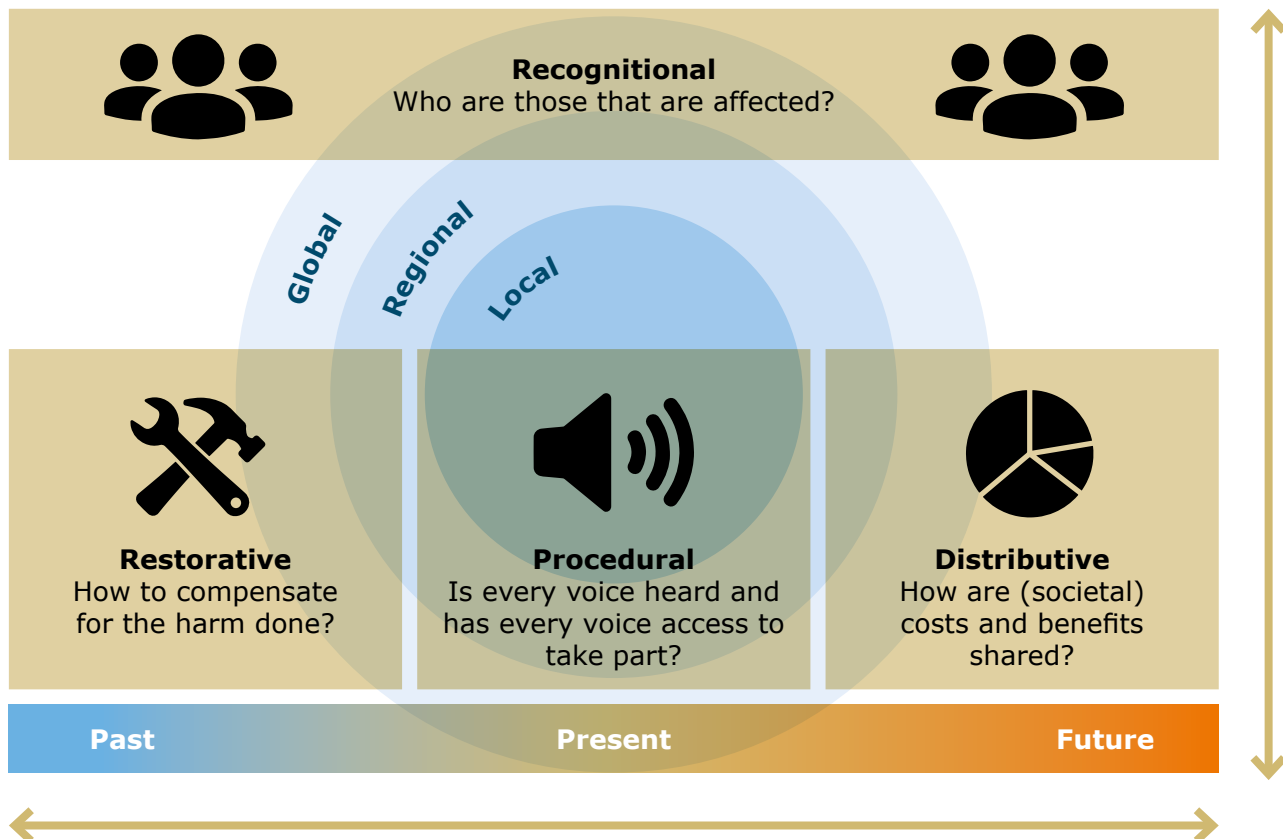 Recognitional
Who are those that are affected?
Global
Regional
Local
Restorative
How to compensate
for the harm done?
Procedural
Is every voice heard and
has every voice access to
take part?
Distributive
How are (societal)
costs and benefits
shared?
Past
Present
Future